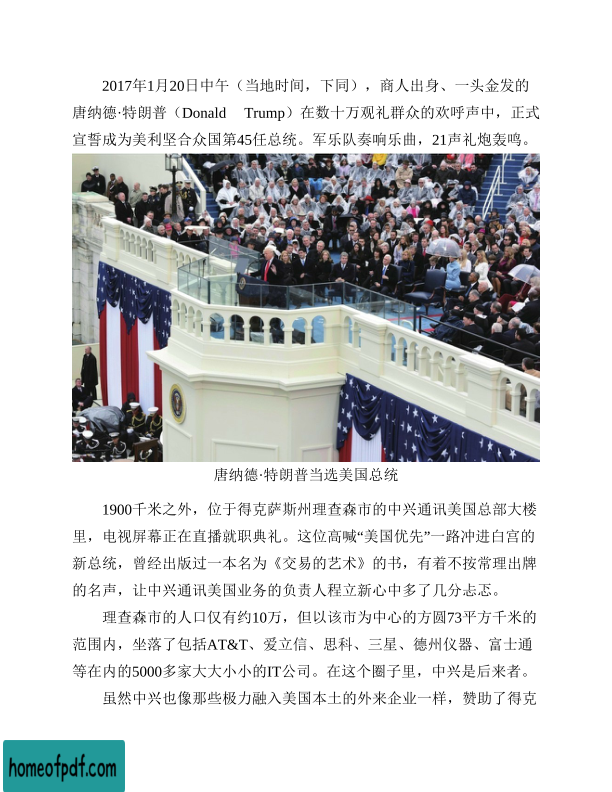 2017年1月20日中午（当地时间，下同），商人出身、一头金发的
唐纳德·特朗普（Donald Trump）在数十万观礼群众的欢呼声中，正式
宣誓成为美利坚合众国第45任总统。军乐队奏响乐曲，21声礼炮轰鸣。
唐纳德·特朗普当选美国总统
1900千米之外，位于得克萨斯州理查森市的中兴通讯美国总部大楼
里，电视屏幕正在直播就职典礼。这位高喊“美国优先”一路冲进白宫的
新总统，曾经出版过一本名为《交易的艺术》的书，有着不按常理出牌
的名声，让中兴通讯美国业务的负责人程立新心中多了几分忐忑。
理查森市的人口仅有约10万，但以该市为中心的方圆73平方千米的
范围内，坐落了包括AT&T、爱立信、思科、三星、德州仪器、富士通
等在内的5000多家大大小小的IT公司。在这个圈子里，中兴是后来者。
虽然中兴也像那些极力融入美国本土的外来企业一样，赞助了得克
homeofpdf.com